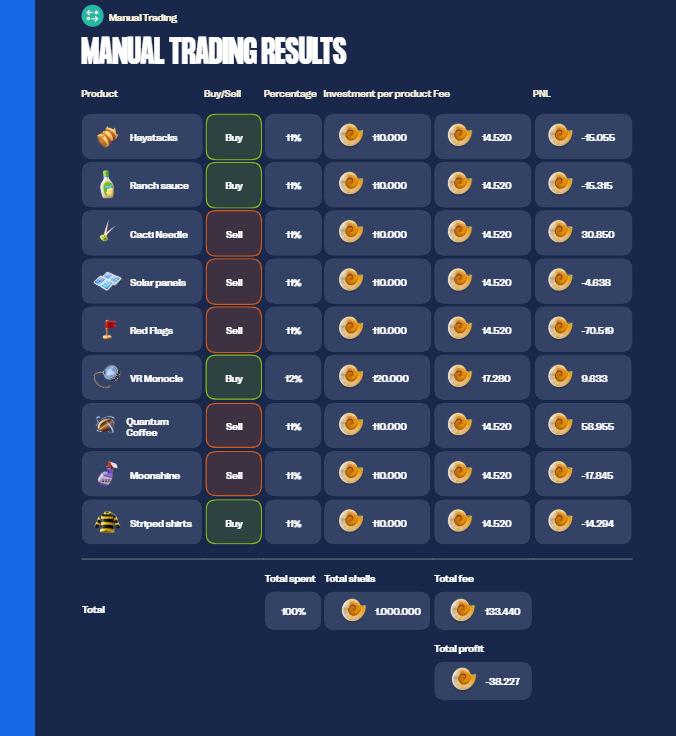 Manual Trading
MANUAL TRADING RESULTS
Product Buy/Sell Percentage Investment per product Fee PNL
Haystacks Buy 11% 110.000 14.520 -15.055
Ranch sauce Buy 11% 110.000 14.520 -15.315
Cacti Needle Sell 11% 110.000 14.520 30.850
Solar panels Sell 11% 110.000 14.520 -4.638
Red Flags Sell 11% 110.000 14.520 -70.519
VR Monocle Buy 12% 120.000 17.280 9.633
Quantum
Coffee Sell 11% 110.000 14.520 58.955
Moonshine Sell 11% 110.000 14.520 -17.845
Striped shirts Buy 11% 110.000 14.520 -14.294
Total spent Total shells Total fee
Total 100% 1.000.000 133.440
Total profit
-38.227